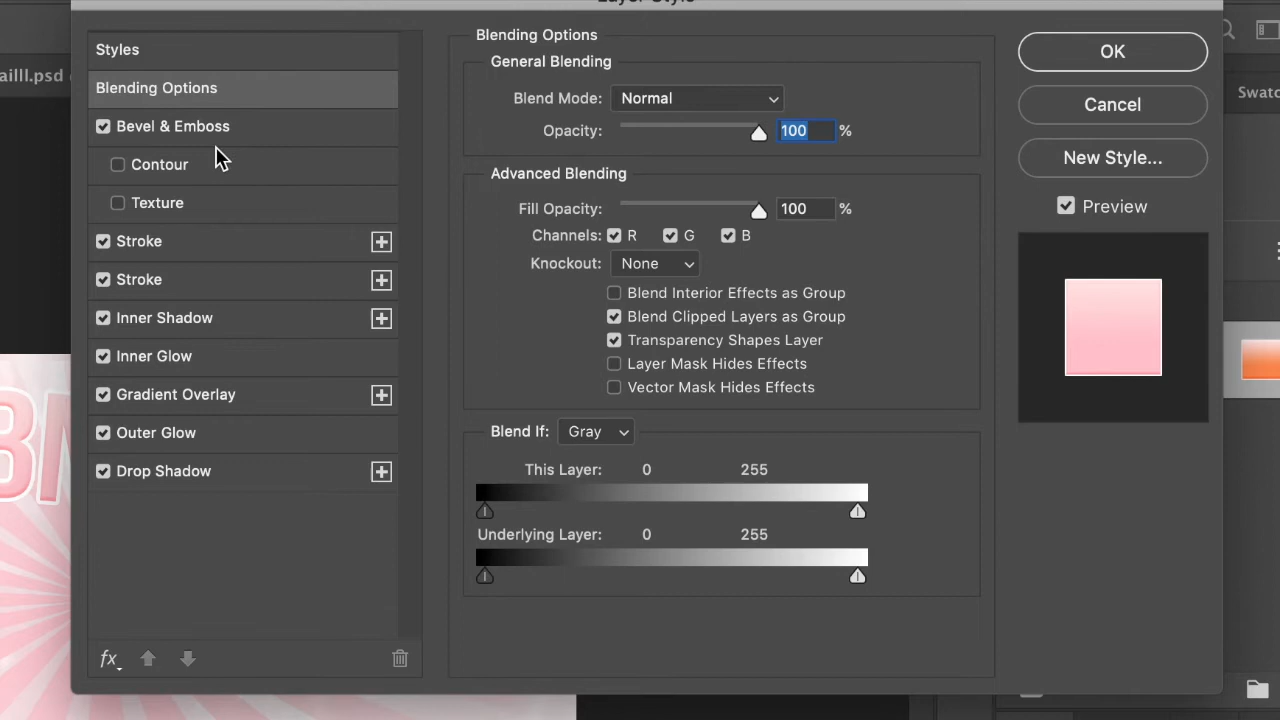 Layer Style
ailll.psd
Styles
Blending Options
Bevel & Emboss
Contour
Texture
Stroke
Stroke
Inner Shadow
Inner Glow
Gradient Overlay
Outer Glow
Drop Shadow
fx
Blending Options
General Blending
Blend Mode: Normal
Opacity: 100 %
Advanced Blending
Fill Opacity: 100 %
Channels: R G B
Knockout: None
Blend Interior Effects as Group
Blend Clipped Layers as Group
Transparency Shapes Layer
Layer Mask Hides Effects
Vector Mask Hides Effects
Blend If: Gray
This Layer: 0 255
Underlying Layer: 0 255
OK
Cancel
New Style...
Preview
Swatc